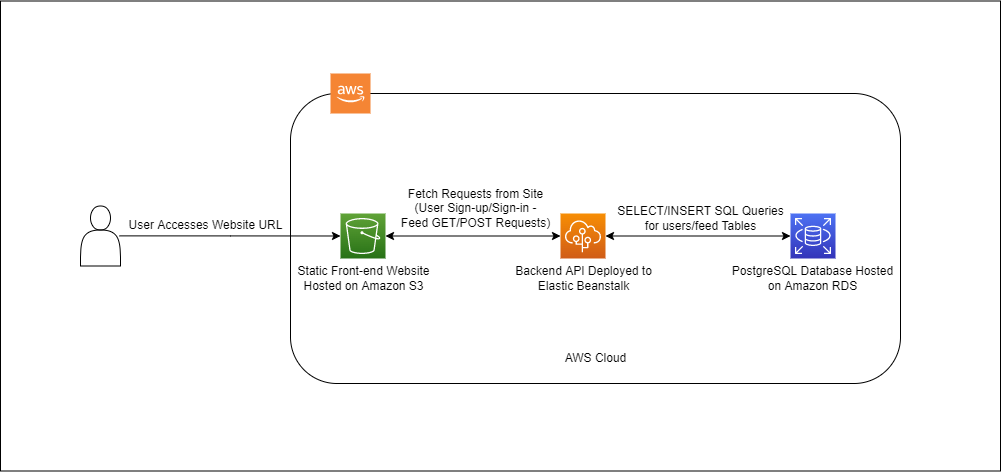 aws
Fetch Requests from Site
(User Sign-up/Sign-in -
Feed GET/POST Requests)
User Accesses Website URL
SELECT/INSERT SQL Queries
for users/feed Tables
Static Front-end Website
Hosted on Amazon S3
Backend API Deployed to
Elastic Beanstalk
PostgreSQL Database Hosted
on Amazon RDS
AWS Cloud